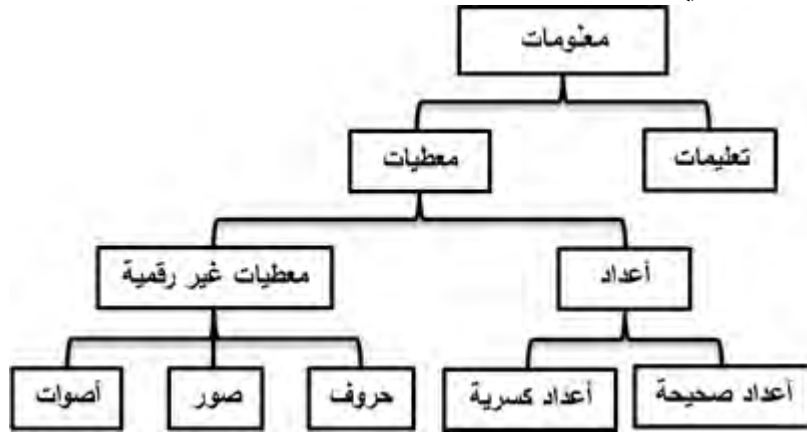 معلومات
تعليمات
معطيات
أعداد
معطيات غير رقمية
أعداد صحيحة
أعداد كسرية
حروف
صور
أصوات